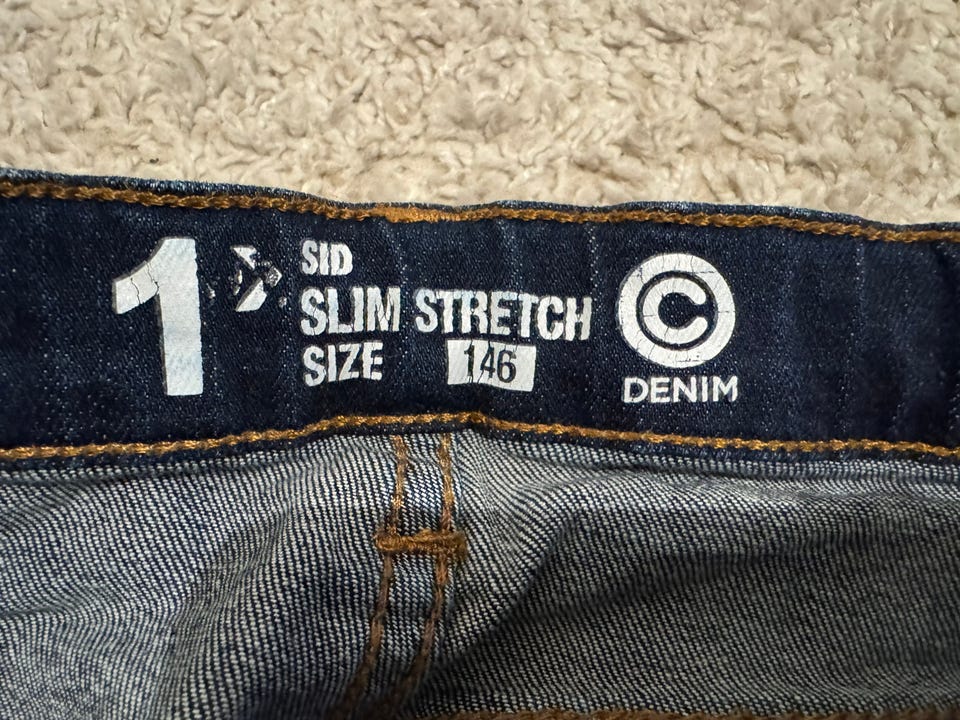 1
SID
SLIM STRETCH
SIZE 146
C
DENIM